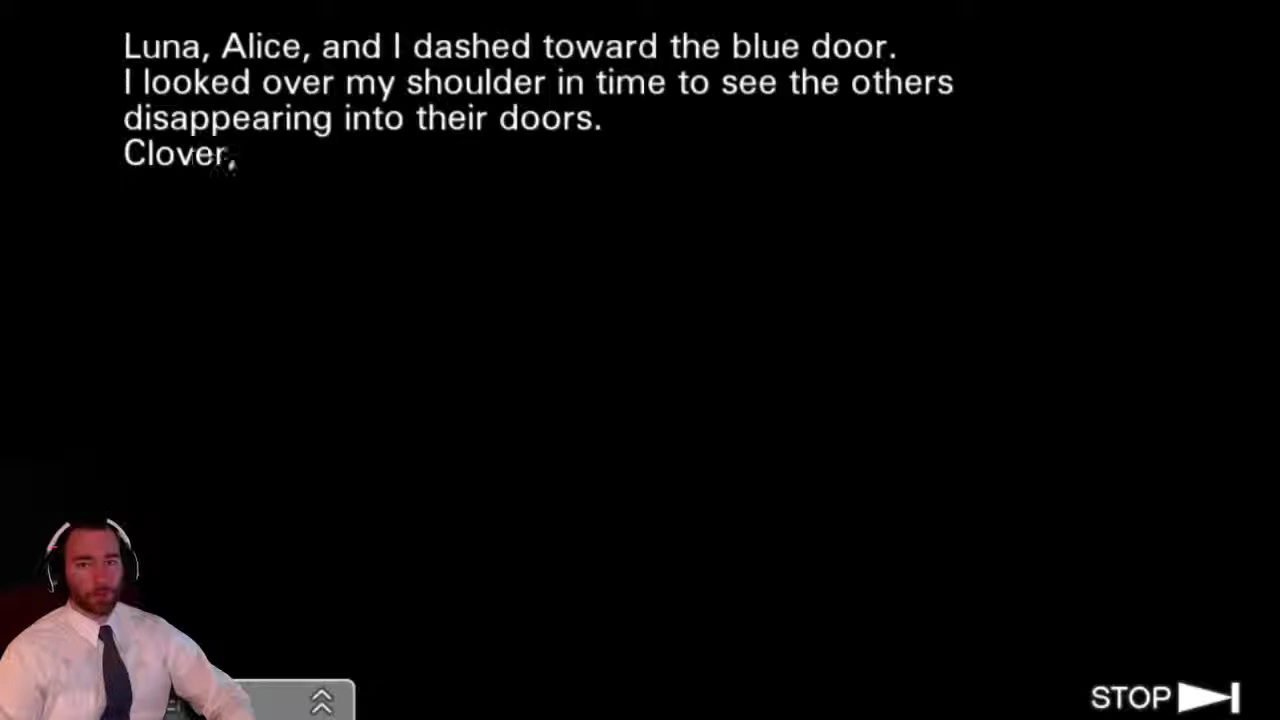 Luna, Alice, and I dashed toward the blue door.
I looked over my shoulder in time to see the others
disappearing into their doors.
Clover,
STOP